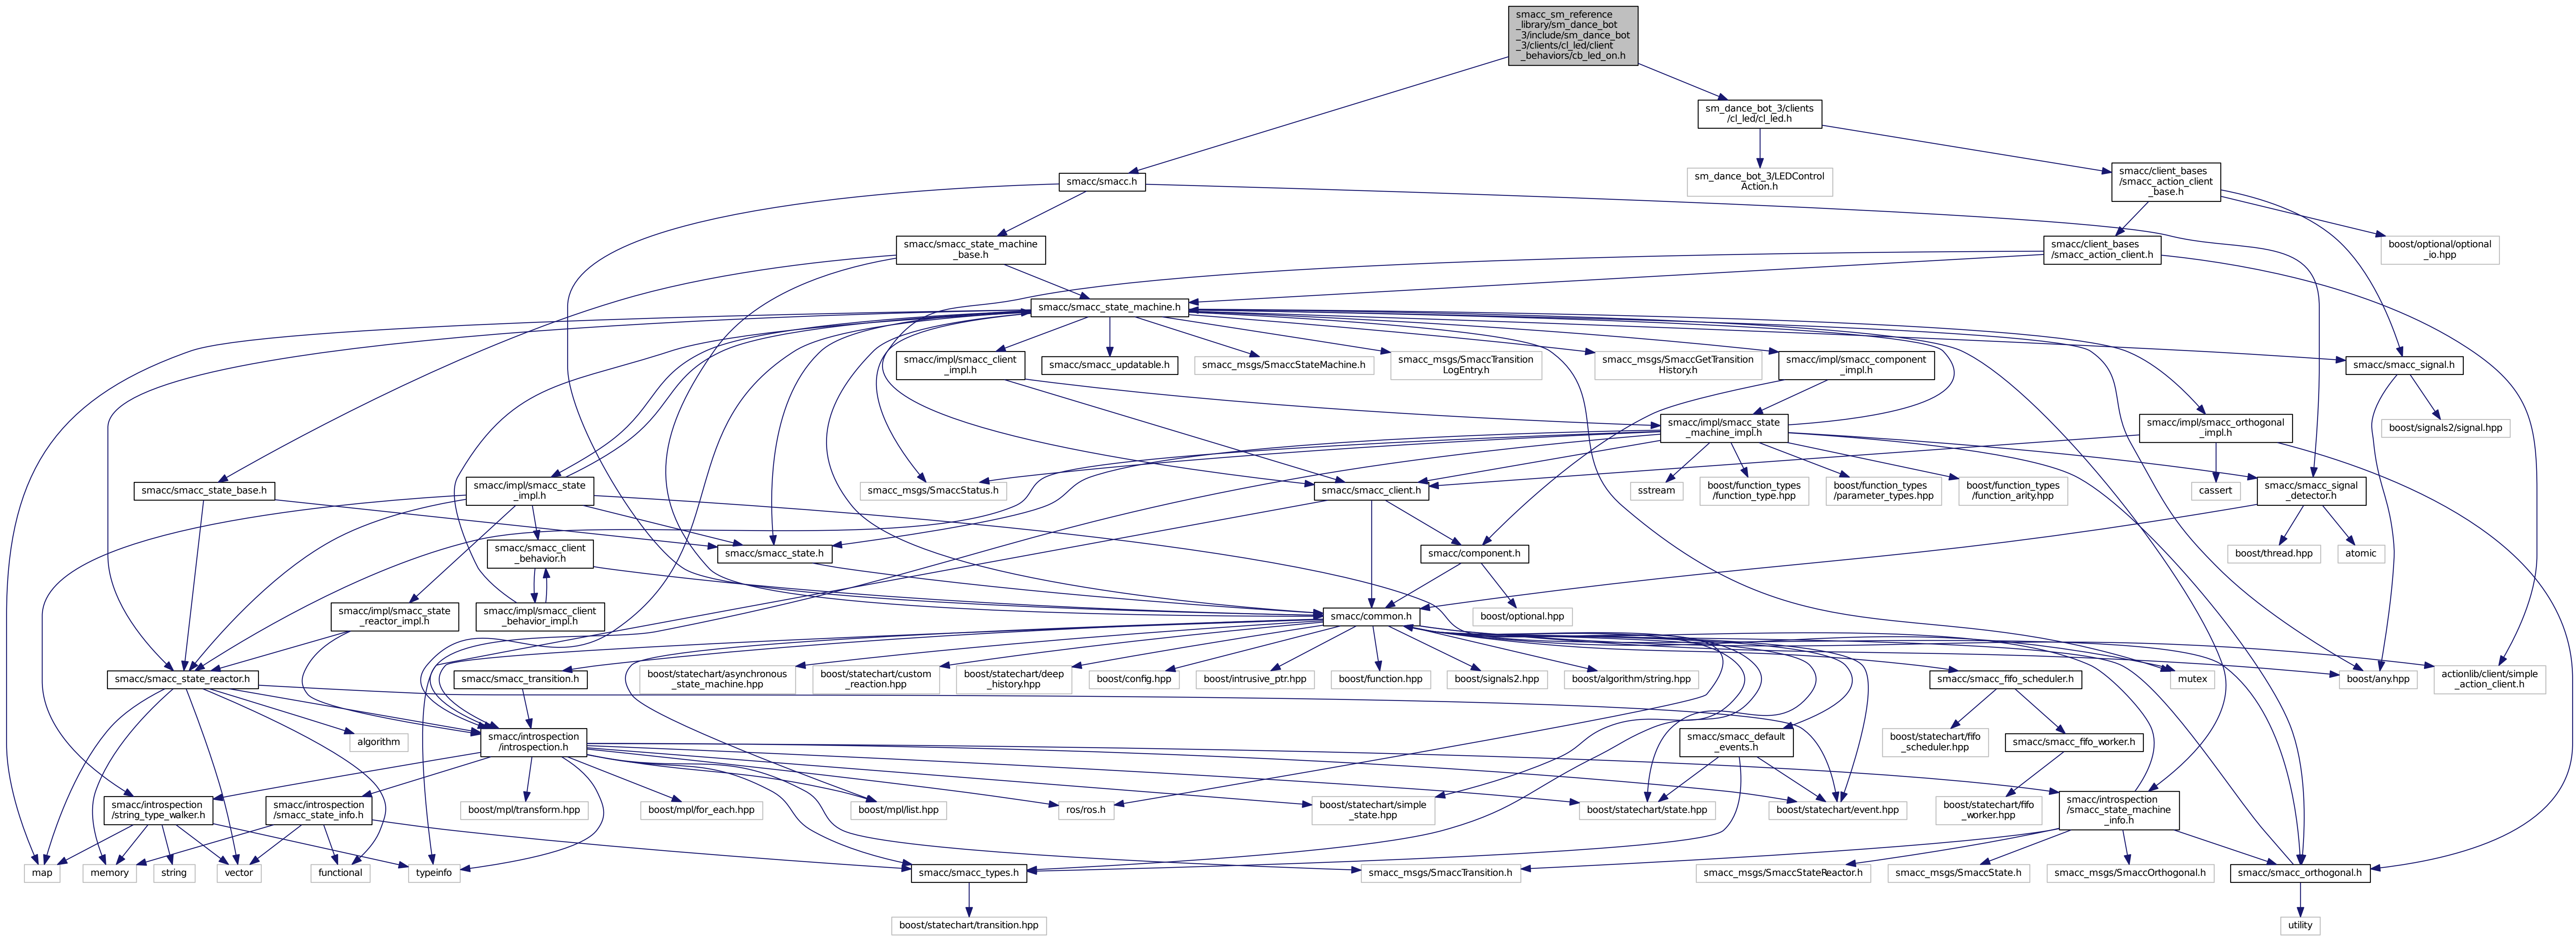 smacc_sm_reference
_library/sm_dance_bot
_3/include/sm_dance_bot
_3/clients/cl_led/client
_behaviors/cb_led_on.h
sm_dance_bot_3/clients
/cl_led/cl_led.h
smacc/smacc.h
sm_dance_bot_3/LEDControl
Action.h
smacc/client_bases
/smacc_action_client
_base.h
smacc/smacc_state_machine
_base.h
smacc/client_bases
/smacc_action_client.h
boost/optional/optional
_io.hpp
smacc/smacc_state_machine.h
smacc/impl/smacc_client
_impl.h
smacc/smacc_updatable.h
smacc_msgs/SmaccStateMachine.h
smacc_msgs/SmaccTransition
LogEntry.h
smacc_msgs/SmaccGetTransition
History.h
smacc/impl/smacc_component
_impl.h
smacc/smacc_signal.h
smacc/impl/smacc_state
_machine_impl.h
smacc/impl/smacc_orthogonal
_impl.h
boost/signals2/signal.hpp
smacc/smacc_state_base.h
smacc/impl/smacc_state
_impl.h
smacc_msgs/SmaccStatus.h
smacc/smacc_client.h
sstream
boost/function_types
/function_type.hpp
boost/function_types
/parameter_types.hpp
boost/function_types
/function_arity.hpp
cassert
smacc/smacc_signal
_detector.h
smacc/smacc_client
_behavior.h
smacc/smacc_state.h
smacc/component.h
boost/thread.hpp
atomic
smacc/impl/smacc_state
_reactor_impl.h
smacc/impl/smacc_client
_behavior_impl.h
smacc/common.h
boost/optional.hpp
smacc/smacc_state_reactor.h
smacc/smacc_transition.h
boost/statechart/asynchronous
_state_machine.hpp
boost/statechart/custom
_reaction.hpp
boost/statechart/deep
_history.hpp
boost/config.hpp
boost/intrusive_ptr.hpp
boost/function.hpp
boost/signals2.hpp
boost/algorithm/string.hpp
smacc/smacc_fifo_scheduler.h
mutex
boost/any.hpp
actionlib/client/simple
_action_client.h
algorithm
smacc/introspection
/introspection.h
smacc/smacc_default
_events.h
boost/statechart/fifo
_scheduler.hpp
smacc/smacc_fifo_worker.h
smacc/introspection
/string_type_walker.h
smacc/introspection
/smacc_state_info.h
boost/mpl/transform.hpp
boost/mpl/for_each.hpp
boost/mpl/list.hpp
ros/ros.h
boost/statechart/simple
_state.hpp
boost/statechart/state.hpp
boost/statechart/event.hpp
boost/statechart/fifo
_worker.hpp
smacc/introspection
/smacc_state_machine
_info.h
map
memory
string
vector
functional
typeinfo
smacc/smacc_types.h
smacc_msgs/SmaccTransition.h
smacc_msgs/SmaccStateReactor.h
smacc_msgs/SmaccState.h
smacc_msgs/SmaccOrthogonal.h
smacc/smacc_orthogonal.h
boost/statechart/transition.hpp
utility